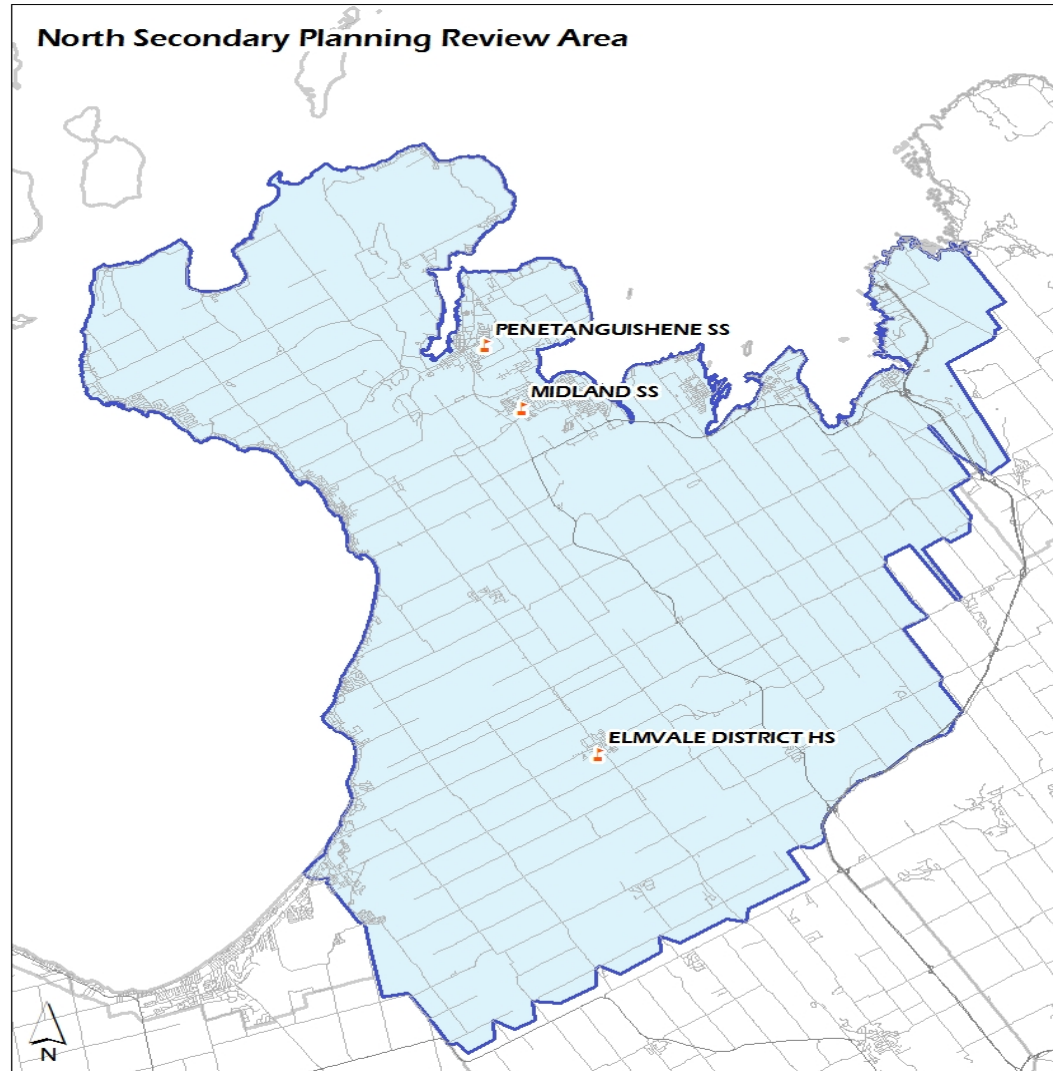 North Secondary Planning Review Area
PENETANGUISHENE SS
MIDLAND SS
ELMVALE DISTRICT HS
N